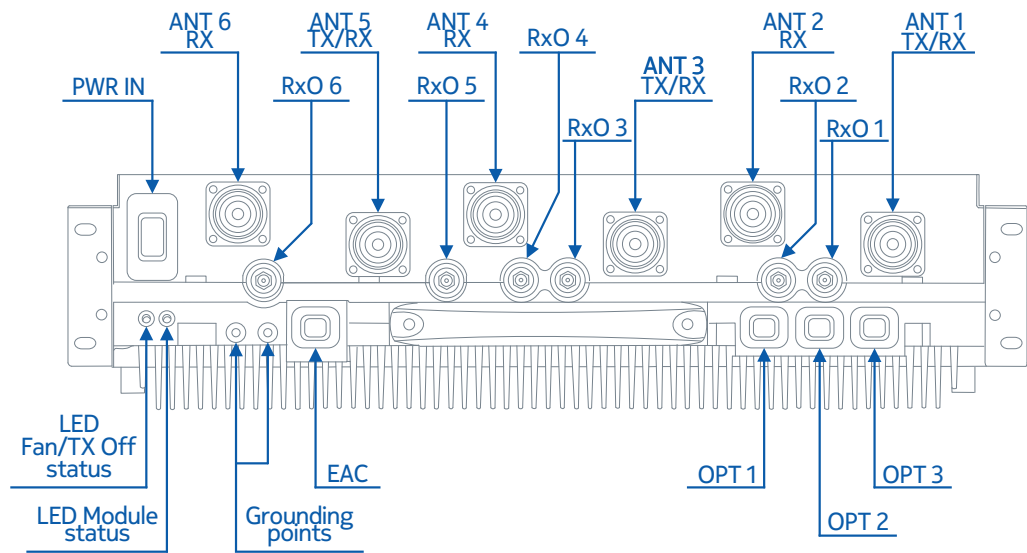 ANT 6
RX
ANT 5
TX/RX
ANT 4
RX
RxO 4
ANT 2
RX
ANT 1
TX/RX
ANT 3
TX/RX
PWR IN
RxO 6
RxO 5
RxO 2
RxO 3
RxO 1
LED
Fan/TX Off
status
EAC
OPT 1
OPT 3
LED Module
status
Grounding
points
OPT 2